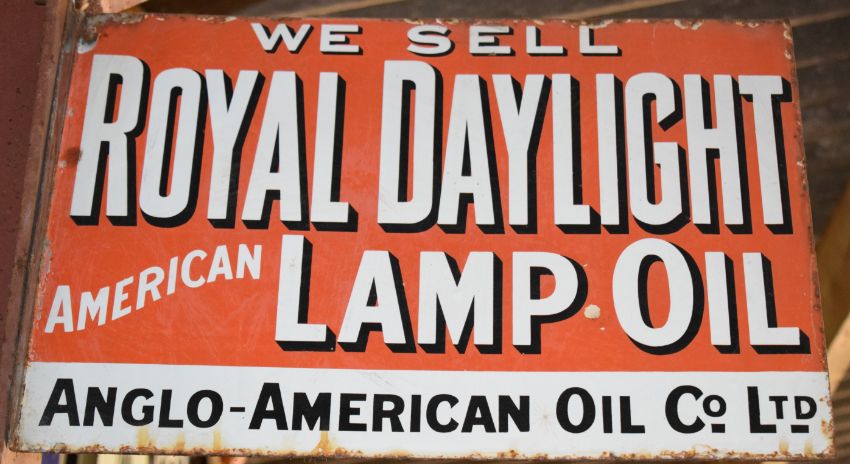 WE SELL
ROYAL DAYLIGHT
AMERICAN LAMP OIL
ANGLO-AMERICAN OIL CO LTD